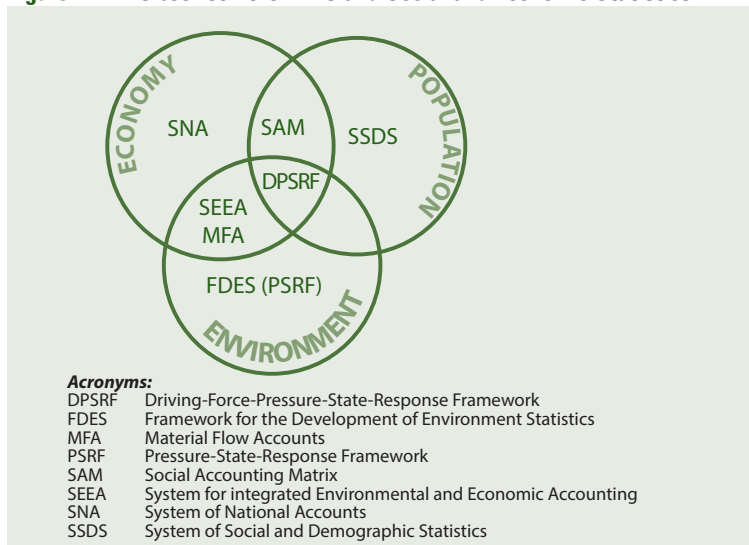 ECONOMY
POPULATION
SNA
SAM
SSDS
DPSRF
SEEA
MFA
FDES (PSRF)
ENVIRONMENT
Acronyms:
DPSRF Driving-Force-Pressure-State-Response Framework
FDES Framework for the Development of Environment Statistics
MFA Material Flow Accounts
PSRF Pressure-State-Response Framework
SAM Social Accounting Matrix
SEEA System for integrated Environmental and Economic Accounting
SNA System of National Accounts
SSDS System of Social and Demographic Statistics